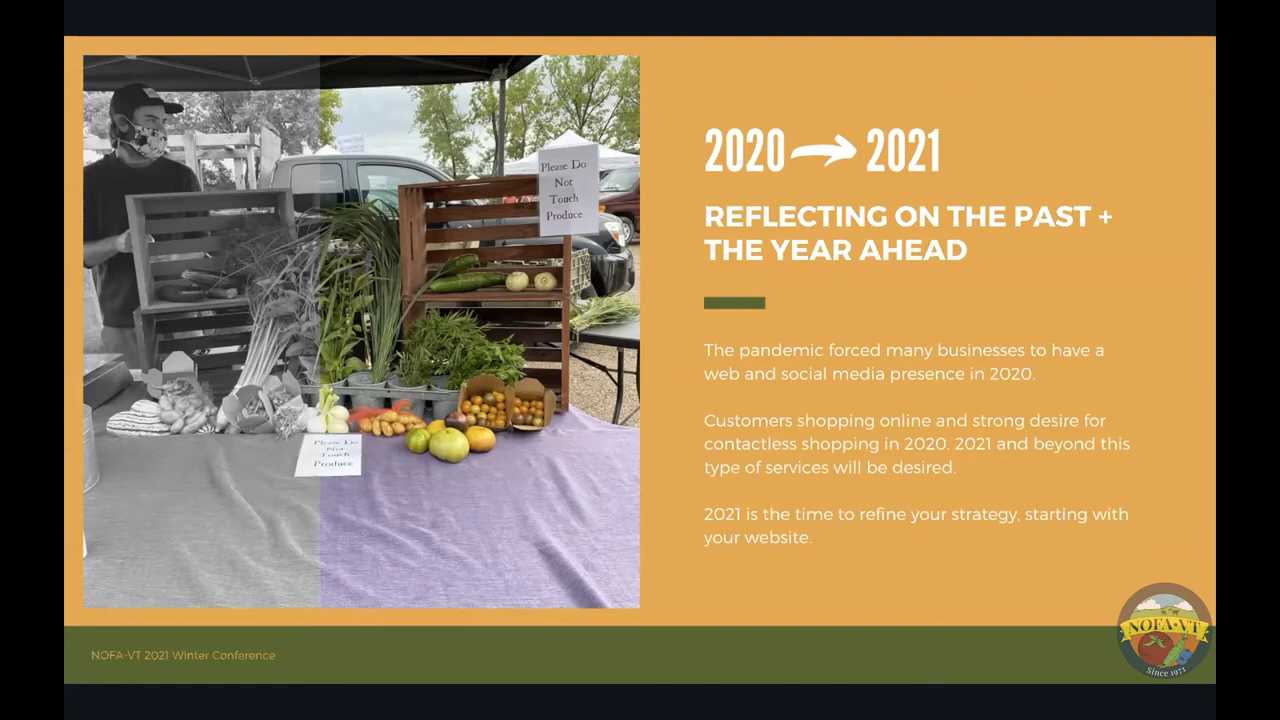 Please Do
Not
Touch
Produce
Please Do
Not
Touch
Produce
2020 2021
REFLECTING ON THE PAST +
THE YEAR AHEAD
The pandemic forced many businesses to have a
web and social media presence in 2020.
Customers shopping online and strong desire for
contactless shopping in 2020. 2021 and beyond this
type of services will be desired.
2021 is the time to refine your strategy, starting with
your website.
NOFA-VT 2021 Winter Conference
NOFA•VT
Since 1971